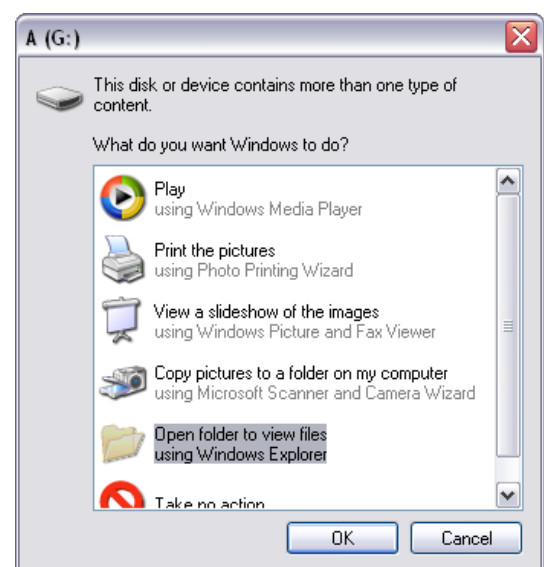 A (G:)
This disk or device contains more than one type of
content.
What do you want Windows to do?
Play
using Windows Media Player
Print the pictures
using Photo Printing Wizard
View a slideshow of the images
using Windows Picture and Fax Viewer
Copy pictures to a folder on my computer
using Microsoft Scanner and Camera Wizard
Open folder to view files
using Windows Explorer
Take no action
OK
Cancel